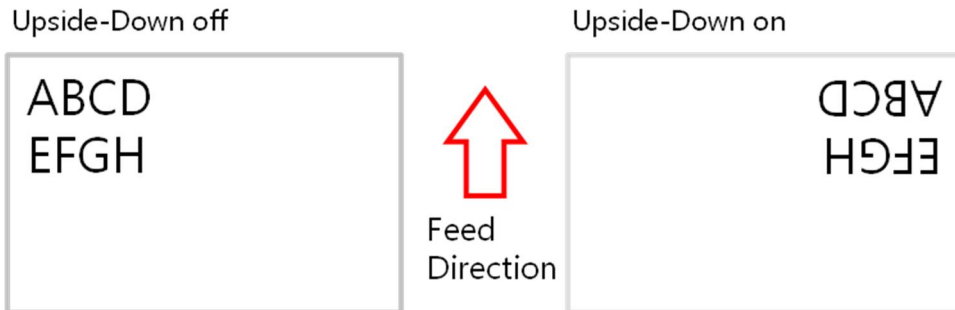 Upside-Down off
ABCD
EFGH
Feed
Direction
Upside-Down on
ABCD
EFGH